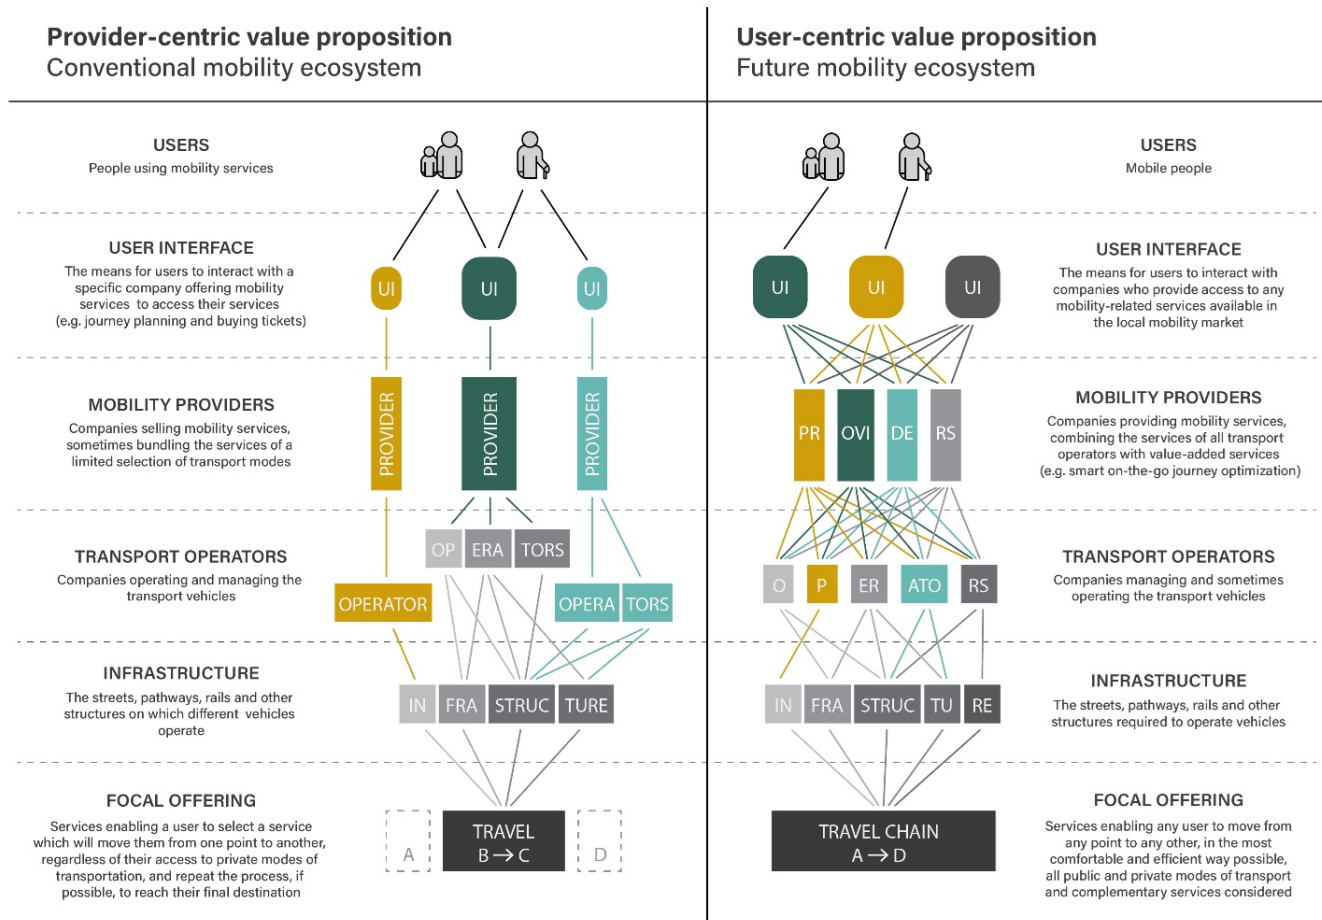 Provider-centric value proposition
Conventional mobility ecosystem
USERS
People using mobility services
USER INTERFACE
The means for users to interact with a
specific company offering mobility
services to access their services
(e.g. journey planning and buying tickets)
UI
UI
UI
MOBILITY PROVIDERS
Companies selling mobility services,
sometimes bundling the services of a
limited selection of transport modes
PROVIDER
PROVIDER
PROVIDER
TRANSPORT OPERATORS
Companies operating and managing the
transport vehicles
OP ERA TORS
OPERATOR
OPERA TORS
INFRASTRUCTURE
The streets, pathways, rails and other
structures on which different vehicles
operate
IN FRA STRUC TURE
FOCAL OFFERING
Services enabling a user to select a service
which will move them from one point to another,
regardless of their access to private modes of
transportation, and repeat the process, if
possible, to reach their final destination
A
TRAVEL
B → C
D
User-centric value proposition
Future mobility ecosystem
USERS
Mobile people
UI
UI
UI
USER INTERFACE
The means for users to interact with
companies who provide access to any
mobility-related services available in
the local mobility market
PR OVI DE RS
MOBILITY PROVIDERS
Companies providing mobility services,
combining the services of all transport
operators with value-added services
(e.g. smart on-the-go journey optimization)
O P ER ATO RS
TRANSPORT OPERATORS
Companies managing and sometimes
operating the transport vehicles
IN FRA STRUC TU RE
INFRASTRUCTURE
The streets, pathways, rails and other
structures required to operate vehicles
TRAVEL CHAIN
A → D
FOCAL OFFERING
Services enabling any user to move from
any point to any other, in the most
comfortable and efficient way possible,
all public and private modes of transport
and complementary services considered